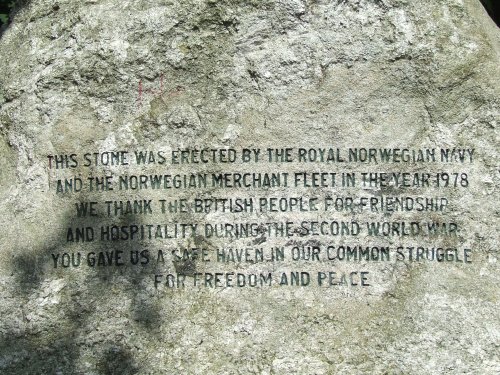 THIS STONE WAS ERECTED BY THE ROYAL NORWEGIAN NAVY
AND THE NORWEGIAN MERCHANT FLEET IN THE YEAR 1978
WE THANK THE BRITISH PEOPLE FOR FRIENDSHIP
AND HOSPITALITY DURING THE SECOND WORLD WAR
YOU GAVE US A SAFE HAVEN IN OUR COMMON STRUGGLE
FOR FREEDOM AND PEACE